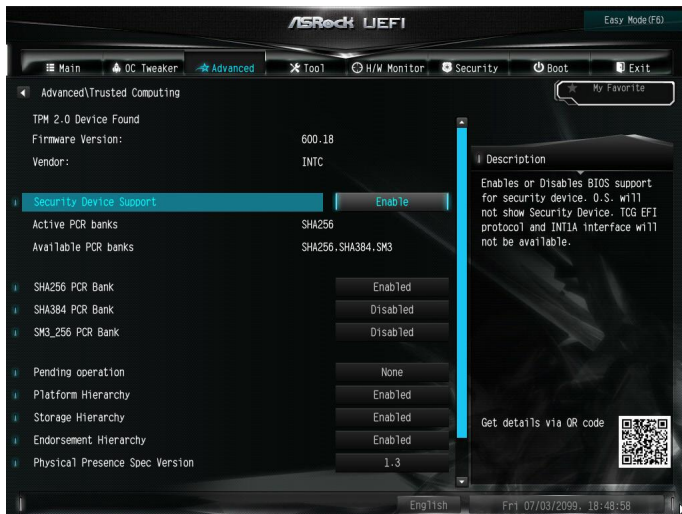 ASRock UEFI
Easy Mode(F6)
Main OC Tweaker Advanced Tool H/W Monitor Security Boot Exit
Advanced\Trusted Computing
My Favorite
TPM 2.0 Device Found
Firmware Version: 600.18
Vendor: INTC
Security Device Support Enable
Active PCR banks SHA256
Available PCR banks SHA256.SHA384.SM3
SHA256 PCR Bank Enabled
SHA384 PCR Bank Disabled
SM3_256 PCR Bank Disabled
Pending operation None
Platform Hierarchy Enabled
Storage Hierarchy Enabled
Endorsement Hierarchy Enabled
Physical Presence Spec Version 1.3
Description
Enables or Disables BIOS support
for security device. O.S. will
not show Security Device. TCG EFI
protocol and INT1A interface will
not be available.
Get details via QR code
English
Fri 07/03/2099. 18:48:58